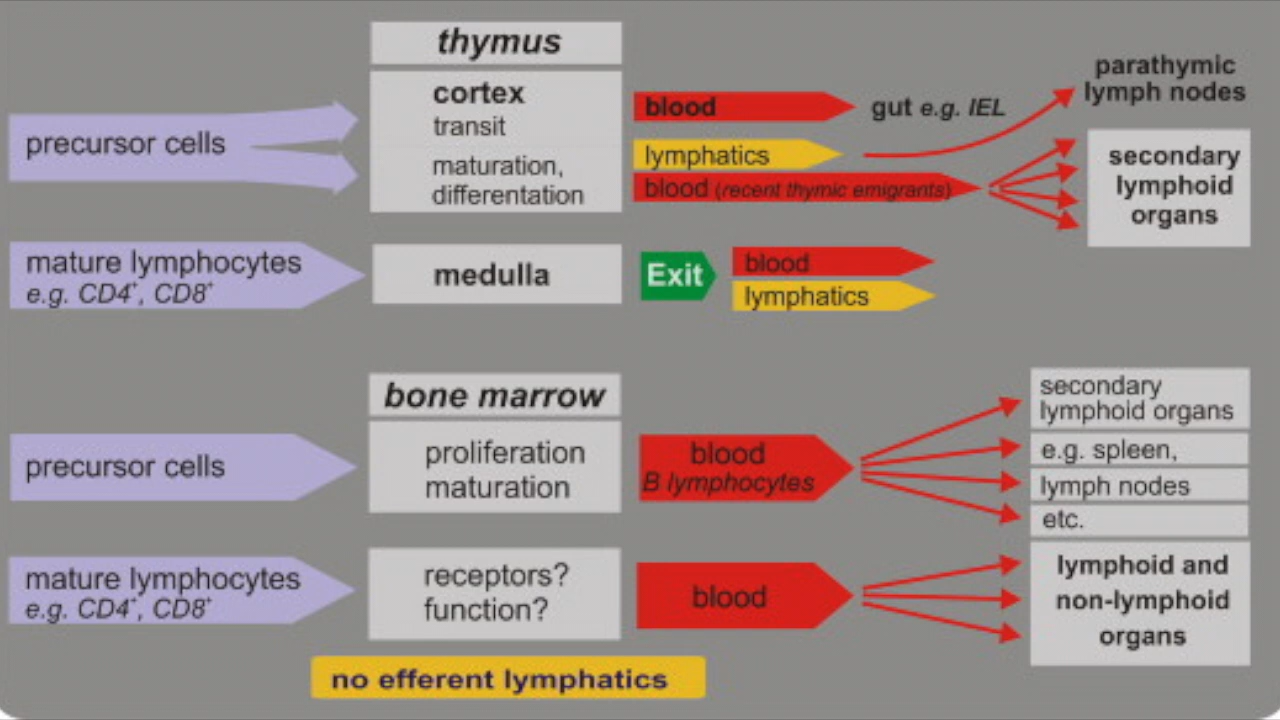 thymus
precursor cells
cortex
transit
maturation,
differentation
blood
gut e.g. IEL
lymphatics
blood (recent thymic emigrants)
parathymic
lymph nodes
secondary
lymphoid
organs
mature lymphocytes
e.g. CD4⁺, CD8⁺
medulla
Exit
blood
lymphatics
bone marrow
precursor cells
proliferation
maturation
blood
B lymphocytes
secondary
lymphoid organs
e.g. spleen,
lymph nodes
etc.
mature lymphocytes
e.g. CD4⁺, CD8⁺
receptors?
function?
blood
lymphoid and
non-lymphoid
organs
no efferent lymphatics